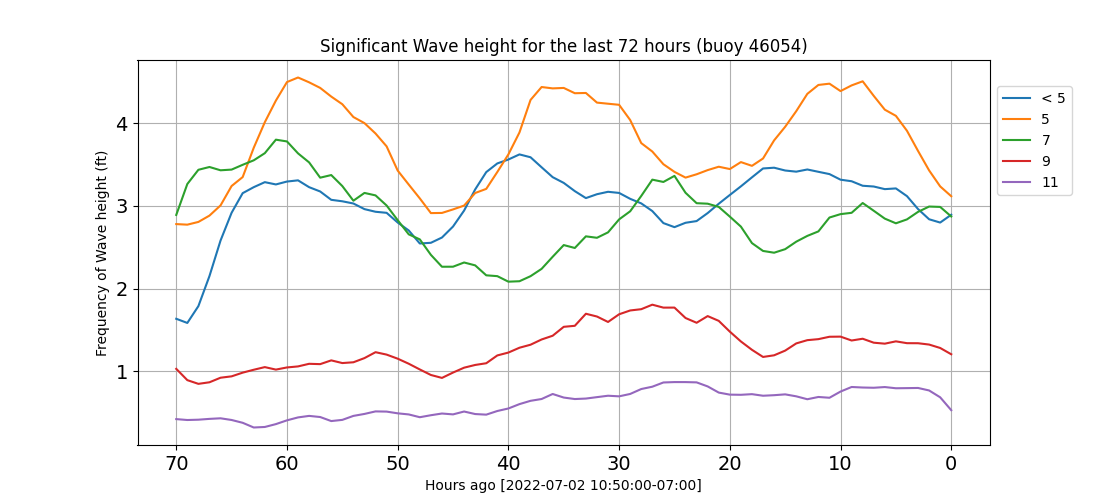 Significant Wave height for the last 72 hours (buoy 46054)
Frequency of Wave height (ft)
4
3
2
1
70 60 50 40 30 20 10 0
Hours ago [2022-07-02 10:50:00-07:00]
< 5
5
7
9
11